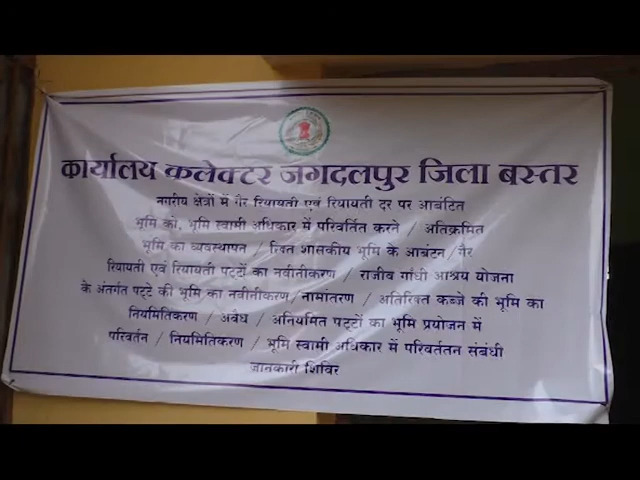 कार्यालय कलेक्टर जगदलपुर जिला बस्तर
नगरीय क्षेत्रों में गैर रियायती एवं रियायती दर पर आबंटित
भूमि को, भूमि स्वामी अधिकार में परिवर्तित करने / अतिक्रमित
भूमि का व्यवस्थापन / रिक्त शासकीय भूमि के आबंटन / गैर
रियायती एवं रियायती पट्टों का नवीनीकरण / राजीव गांधी आश्रय योजना
के अंतर्गत पट्टे की भूमि का नवीनीकरण/नामांतरण / अतिरिक्त कब्जे की भूमि का
नियमितिकरण / अवैध / अनियमित पट्टों का भूमि प्रयोजन में
परिवर्तन / नियमितिकरण / भूमि स्वामी अधिकार में परिवर्ततन संबंधी
जानकारी शिविर